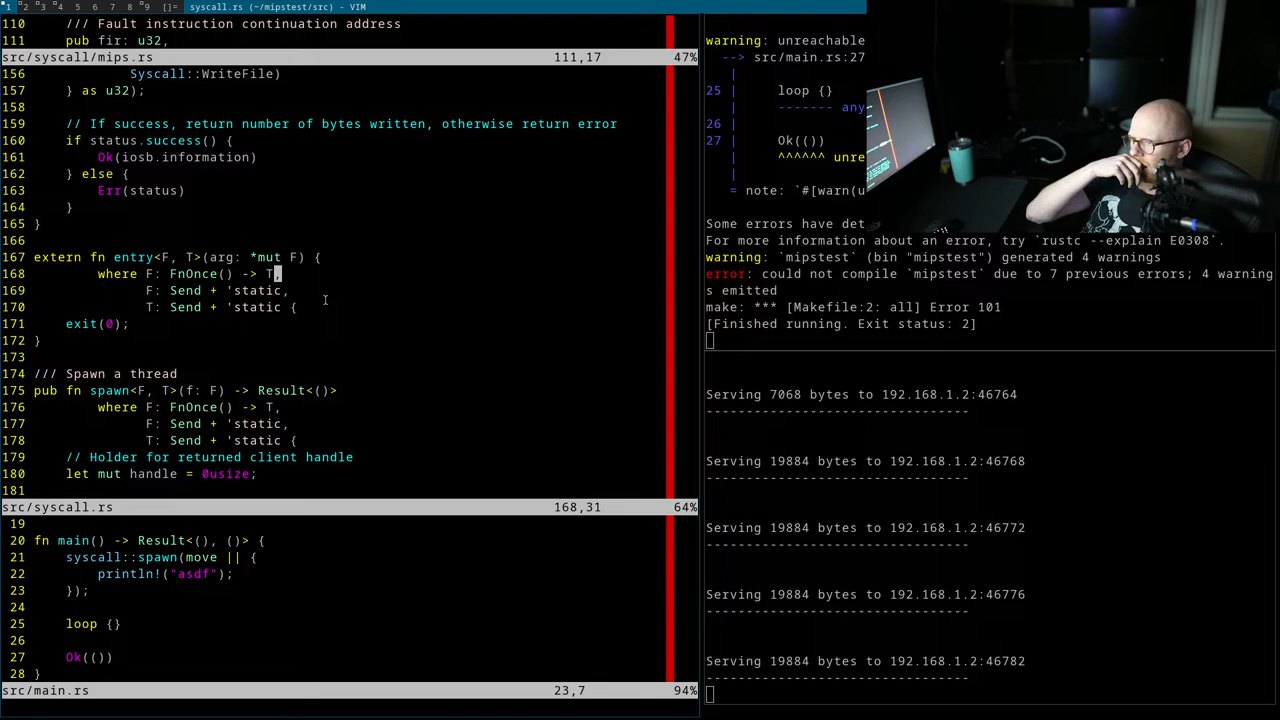 1 2 3 4 5 6 7 8 9 []= syscall.rs (~/mipstest/src) - VIM
110 /// Fault instruction continuation address
111 pub fir: u32,
src/syscall/mips.rs 111,17 47%
156 Syscall::WriteFile)
157 } as u32);
158
159 // If success, return number of bytes written, otherwise return error
160 if status.success() {
161 Ok(iosb.information)
162 } else {
163 Err(status)
164 }
165 }
166
167 extern fn entry<F, T>(arg: *mut F) {
168 where F: FnOnce() -> T,
169 F: Send + 'static,
170 T: Send + 'static {
171 exit(0);
172 }
173
174 /// Spawn a thread
175 pub fn spawn<F, T>(f: F) -> Result<()>
176 where F: FnOnce() -> T,
177 F: Send + 'static,
178 T: Send + 'static {
179 // Holder for returned client handle
180 let mut handle = 0usize;
181
src/syscall.rs 168,31 64%
19
20 fn main() -> Result<(), ()> {
21 syscall::spawn(move || {
22 println!("asdf");
23 });
24
25 loop {}
26
27 Ok(())
28 }
src/main.rs 23,7 94%
warning: unreachable
--> src/main.rs:27
|
25 | loop {}
| ------- any
26 |
27 | Ok(())
| ^^^^^^ unre
|
= note: `#[warn(u
Some errors have det
For more information about an error, try `rustc --explain E0308`.
warning: `mipstest` (bin "mipstest") generated 4 warnings
error: could not compile `mipstest` due to 7 previous errors; 4 warning
s emitted
make: *** [Makefile:2: all] Error 101
[Finished running. Exit status: 2]
Serving 7068 bytes to 192.168.1.2:46764
---------------------------------
Serving 19884 bytes to 192.168.1.2:46768
---------------------------------
Serving 19884 bytes to 192.168.1.2:46772
---------------------------------
Serving 19884 bytes to 192.168.1.2:46776
---------------------------------
Serving 19884 bytes to 192.168.1.2:46782
---------------------------------